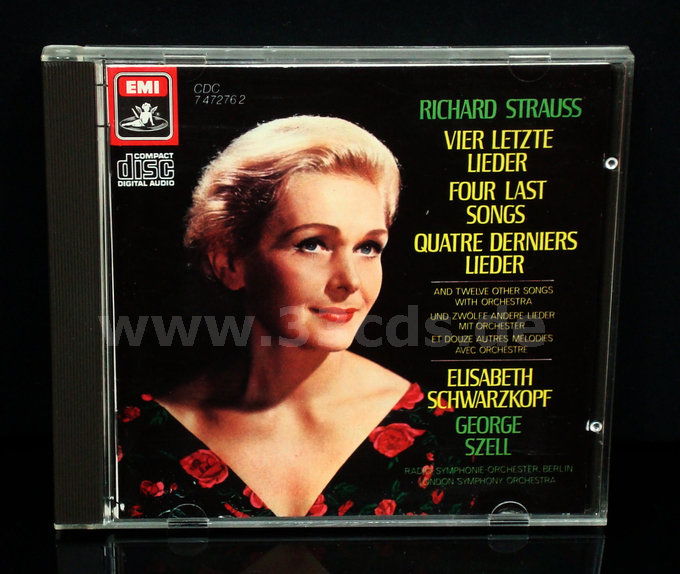 EMI
CDC
7 47276 2
COMPACT
disc
DIGITAL AUDIO
RICHARD STRAUSS
VIER LETZTE
LIEDER
FOUR LAST
SONGS
QUATRE DERNIERS
LIEDER
AND TWELVE OTHER SONGS
WITH ORCHESTRA
UND ZWÖLFE ANDERE LIEDER
MIT ORCHESTER
ET DOUZE AUTRES MELODIES
AVEC ORCHESTRE
ELISABETH
SCHWARZKOPF
GEORGE
SZELL
RADIO-SYMPHONIE-ORCHESTER, BERLIN
LONDON SYMPHONY ORCHESTRA